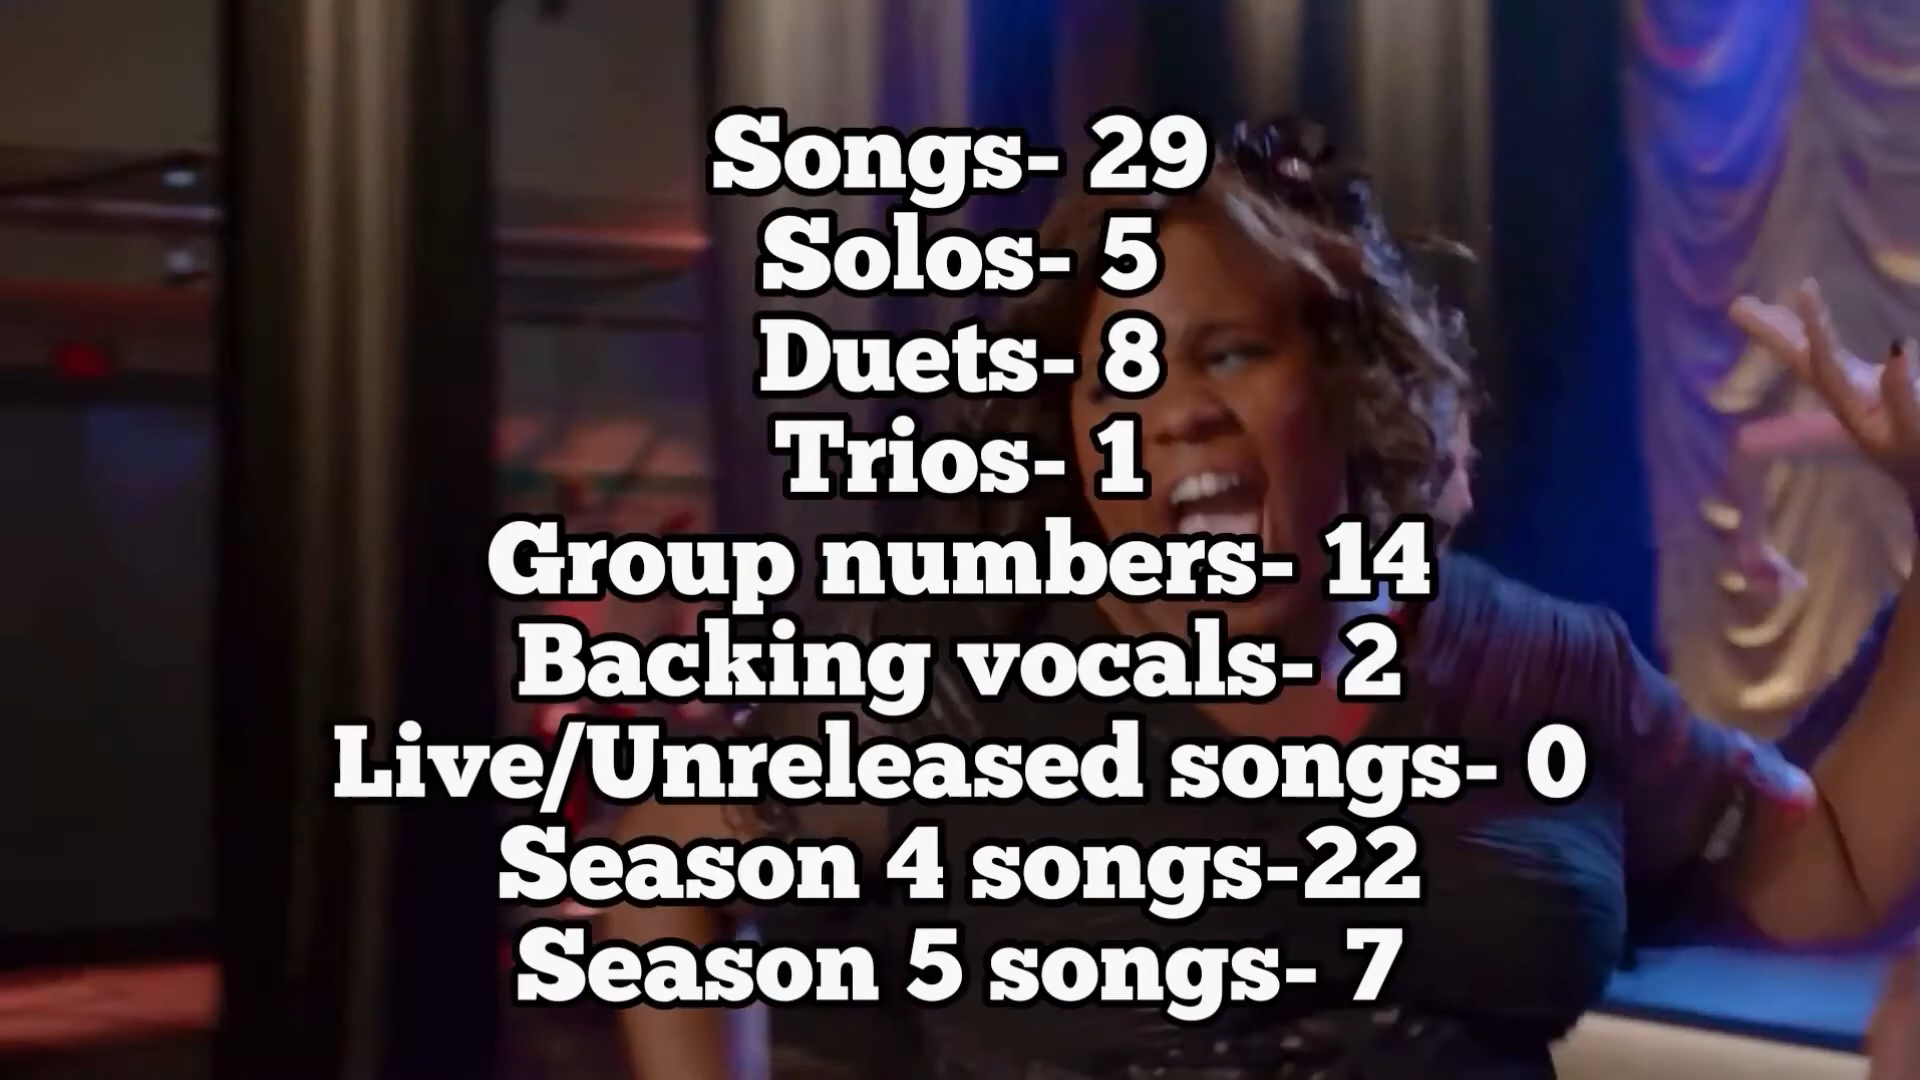 Songs- 29
Solos- 5
Duets- 8
Trios- 1
Group numbers- 14
Backing vocals- 2
Live/Unreleased songs- 0
Season 4 songs-22
Season 5 songs- 7